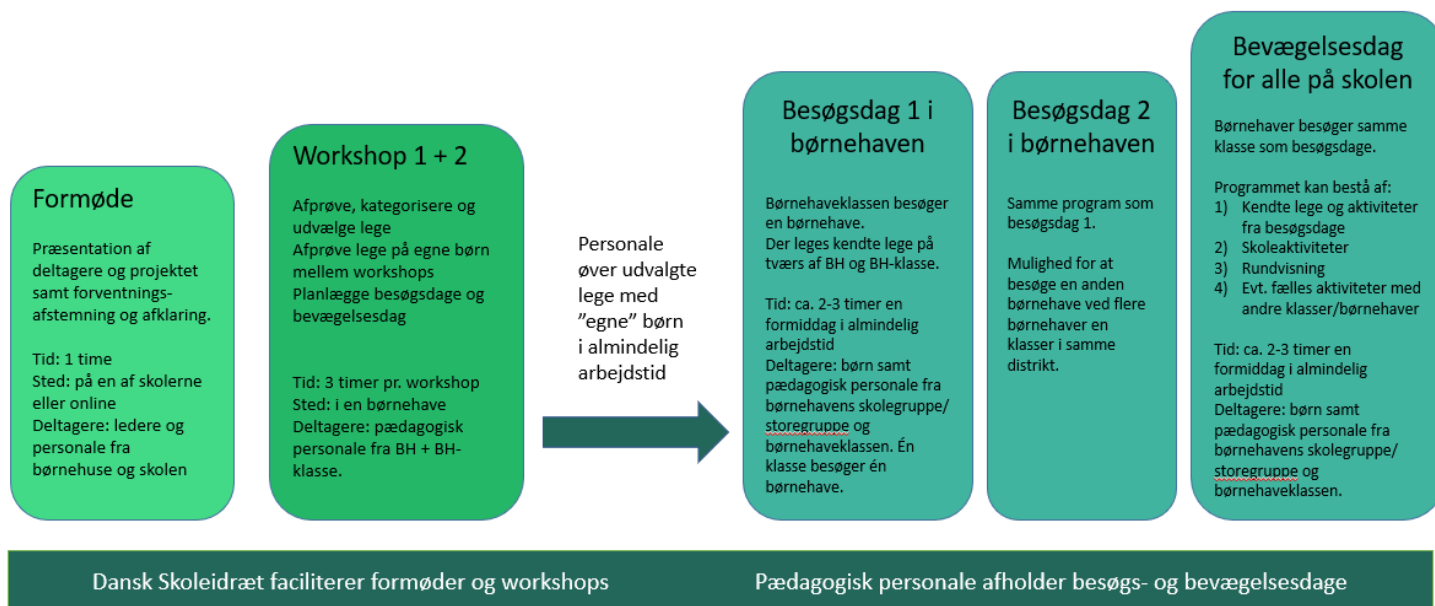 Formøde
Præsentation af
deltagere og projektet
samt forventnings-
afstemning og afklaring.
Tid: 1 time
Sted: på en af skolerne
eller online
Deltagere: ledere og
personale fra
børnehuse og skolen
Workshop 1 + 2
Afprøve, kategorisere og
udvælge lege
Afprøve lege på egne børn
mellem workshops
Planlægge besøgsdage og
bevægelsesdag
Tid: 3 timer pr. workshop
Sted: i en børnehave
Deltagere: pædagogisk
personale fra BH + BH-
klasse.
Personale
øver udvalgte
lege med
”egne” børn
i almindelig
arbejdstid
Besøgsdag 1 i
børnehaven
Børnehaveklassen besøger
en børnehave.
Der leges kendte lege på
tværs af BH og BH-klasse.
Tid: ca. 2-3 timer en
formiddag i almindelig
arbejdstid
Deltagere: børn samt
pædagogisk personale fra
børnehavens skolegruppe/
storegruppe og
børnehaveklassen. Én
klasse besøger én
børnehave.
Besøgsdag 2
i børnehaven
Samme program som
besøgsdag 1.
Mulighed for at
besøge en anden
børnehave ved flere
børnehaver en
klasser i samme
distrikt.
Bevægelsesdag
for alle på skolen
Børnehaver besøger samme
klasse som besøgsdage.
Programmet kan bestå af:
1) Kendte lege og aktiviteter
fra besøgsdage
2) Skoleaktiviteter
3) Rundvisning
4) Evt. fælles aktiviteter med
andre klasser/børnehaver
Tid: ca. 2-3 timer en
formiddag i almindelig
arbejdstid
Deltagere: børn samt
pædagogisk personale fra
børnehavens skolegruppe/
storegruppe og
børnehaveklassen.
Dansk Skoleidræt faciliterer formøder og workshops
Pædagogisk personale afholder besøgs- og bevægelsesdage